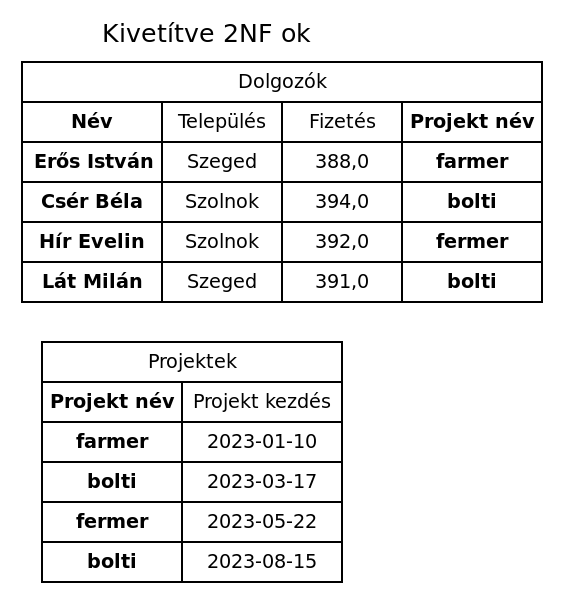 Kivetítve 2NF ok
Dolgozók
Név Település Fizetés Projekt név
Erős István Szeged 388,0 farmer
Csér Béla Szolnok 394,0 bolti
Hír Evelin Szolnok 392,0 fermer
Lát Milán Szeged 391,0 bolti
Projektek
Projekt név Projekt kezdés
farmer 2023-01-10
bolti 2023-03-17
fermer 2023-05-22
bolti 2023-08-15